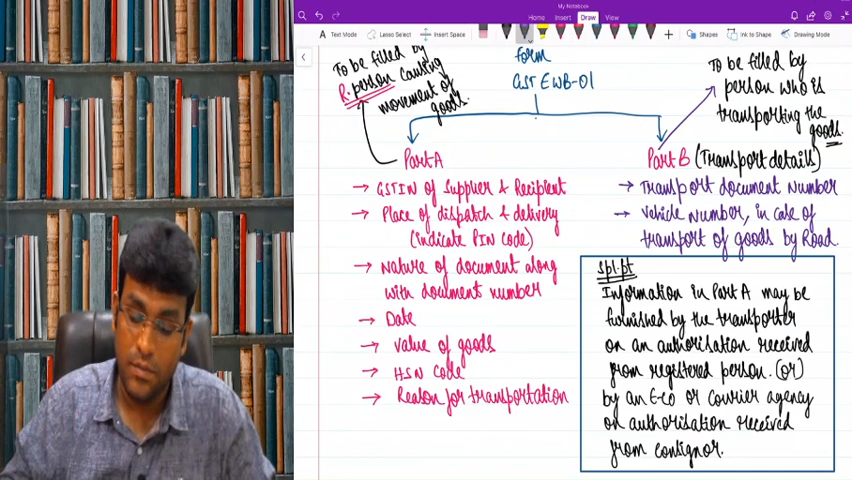 My Notebook
Home Insert Draw View
Text Mode Lasso Select Insert Space Shapes Ink to Shape Drawing Mode
To be filled by
R. person causing
movement of
goods.
Form
GST EWB-01
To be filled by
person who is
transporting the
goods.
Part A
→ GSTIN of Supplier & Recipient
→ Place of dispatch & delivery
(indicate PIN code)
→ Nature of document along
with document number
→ Date
→ Value of goods
→ HSN Code
→ Reason for transportation
Part B (Transport details)
→ Transport document Number
→ Vehicle Number, in case of
transport of goods by Road.
Spl. pt
Information in Part A may be
furnished by the transporter
on an authorisation received
from registered person. (or)
by an E-co or courier agency
on authorisation received
from consignor.